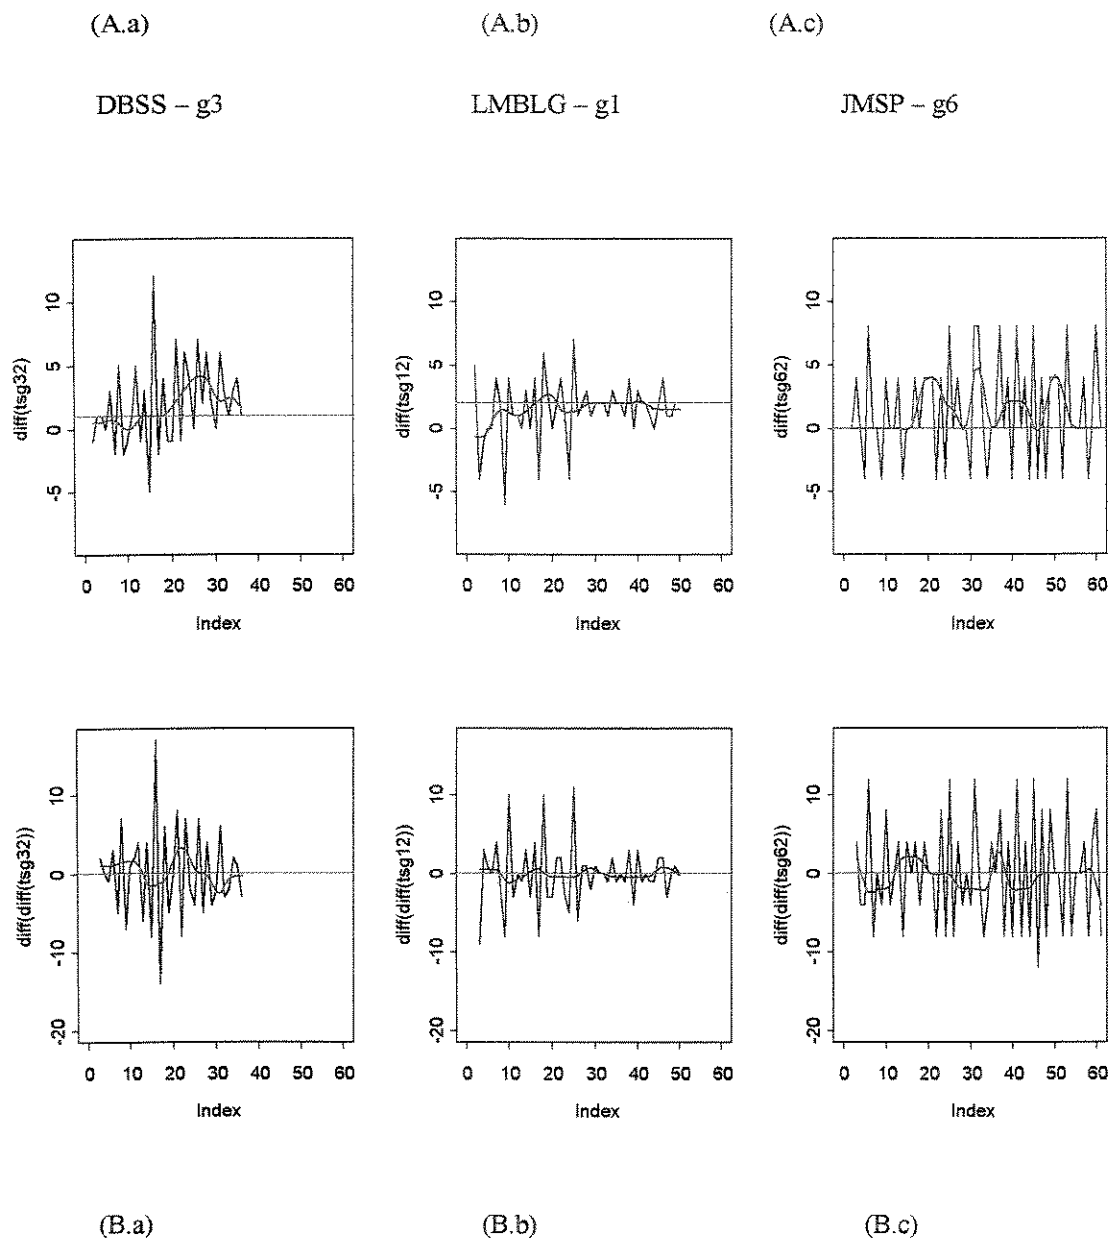 (A.a) (A.b) (A.c)
DBSS – g3 LMBLG – g1 JMSP – g6
diff(tsg32)
-5 0 5 10
0 10 20 30 40 50 60
Index
diff(tsg12)
-5 0 5 10
0 10 20 30 40 50 60
Index
diff(tsg62)
-5 0 5 10
0 10 20 30 40 50 60
Index
diff(diff(tsg32))
-20 -10 0 10
0 10 20 30 40 50 60
Index
diff(diff(tsg12))
-20 -10 0 10
0 10 20 30 40 50 60
Index
diff(diff(tsg62))
-20 -10 0 10
0 10 20 30 40 50 60
Index
(B.a) (B.b) (B.c)